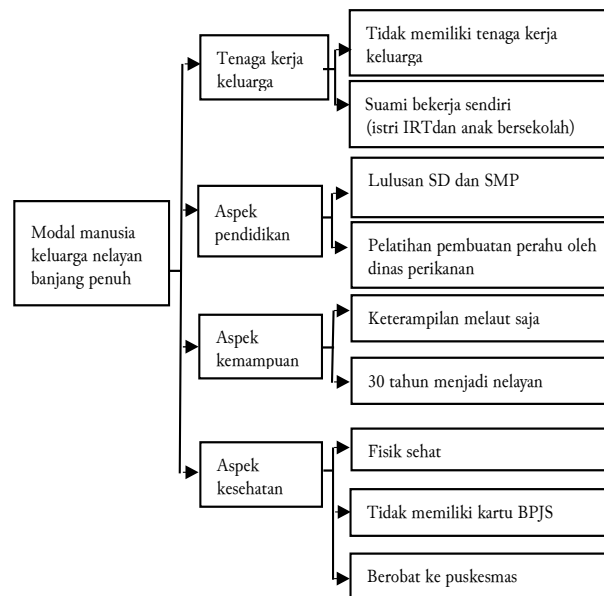 Modal manusia
keluarga nelayan
banjang penuh
Tenaga kerja
keluarga
Tidak memiliki tenaga kerja
keluarga
Suami bekerja sendiri
(istri IRTdan anak bersekolah)
Aspek
pendidikan
Lulusan SD dan SMP
Pelatihan pembuatan perahu oleh
dinas perikanan
Aspek
kemampuan
Keterampilan melaut saja
30 tahun menjadi nelayan
Aspek
kesehatan
Fisik sehat
Tidak memiliki kartu BPJS
Berobat ke puskesmas